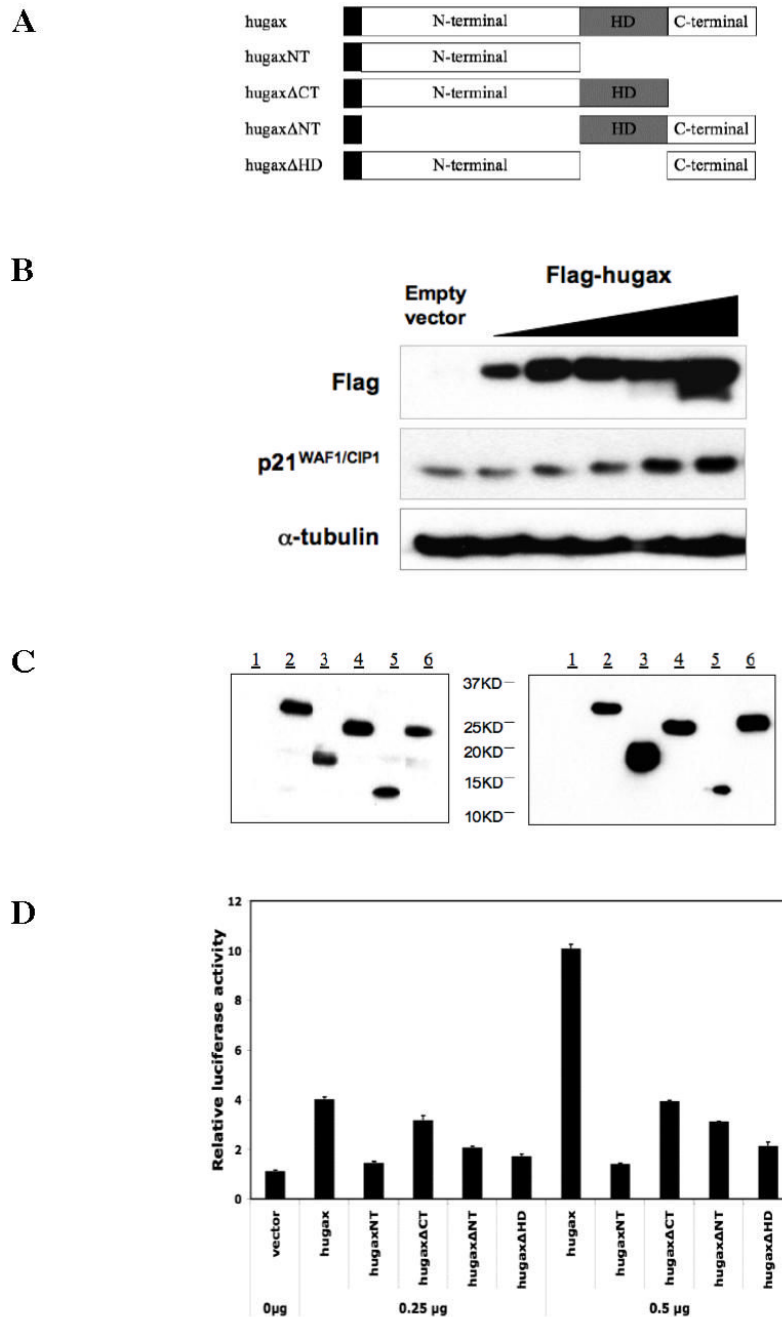 A
hugax N-terminal HD C-terminal
hugaxNT N-terminal
hugaxΔCT N-terminal HD
hugaxΔNT HD C-terminal
hugaxΔHD N-terminal C-terminal
B
Flag-hugax
Empty
vector
Flag
p21WAF1/CIP1
α-tubulin
C
1 2 3 4 5 6
37KD
25KD
20KD
15KD
10KD
1 2 3 4 5 6
D
Relative luciferase activity
12
10
8
6
4
2
0
vector
hugax
hugaxNT
hugaxΔCT
hugaxΔNT
hugaxΔHD
hugax
hugaxNT
hugaxΔCT
hugaxΔNT
hugaxΔHD
0µg 0.25 µg 0.5 µg